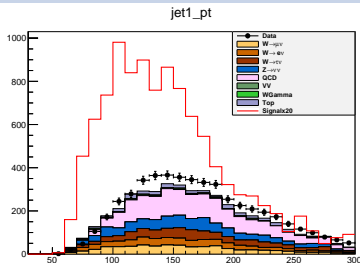 jet1_pt
1000
800
600
400
200
0
50
100
150
200
250
300
Data
W→μν
W→eν
W→τν
Z→νν
QCD
VV
WGamma
Top
Signalx20